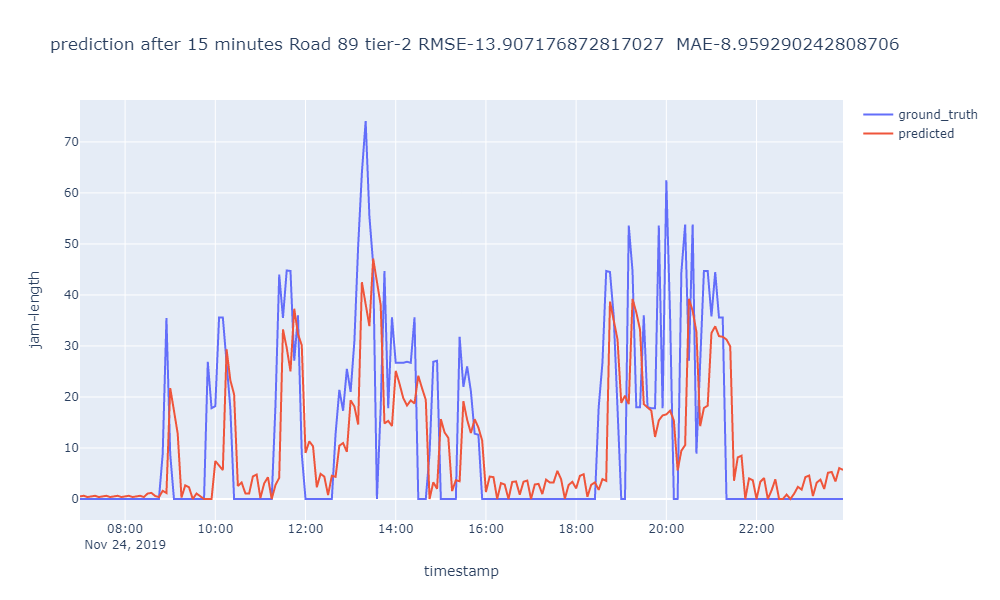 prediction after 15 minutes Road 89 tier-2 RMSE-13.907176872817027  MAE-8.959290242808706
ground_truth
predicted
70
60
50
40
30
20
10
0
jam-length
08:00 10:00 12:00 14:00 16:00 18:00 20:00 22:00
Nov 24, 2019
timestamp